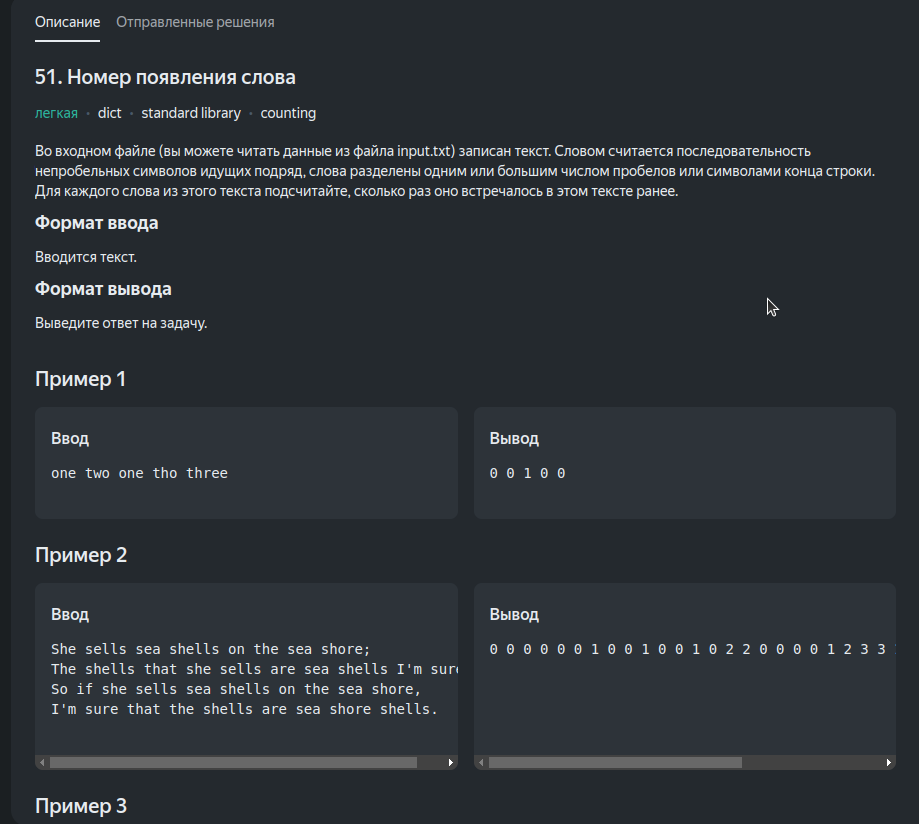 Описание Отправленные решения
51. Номер появления слова
легкая · dict · standard library · counting
Во входном файле (вы можете читать данные из файла input.txt) записан текст. Словом считается последовательность
непробельных символов идущих подряд, слова разделены одним или большим числом пробелов или символами конца строки.
Для каждого слова из этого текста подсчитайте, сколько раз оно встречалось в этом тексте ранее.
Формат ввода
Вводится текст.
Формат вывода
Выведите ответ на задачу.
Пример 1
Ввод
one two one tho three
Вывод
0 0 1 0 0
Пример 2
Ввод
She sells sea shells on the sea shore;
The shells that she sells are sea shells I'm sure
So if she sells sea shells on the sea shore,
I'm sure that the shells are sea shore shells.
Вывод
0 0 0 0 0 0 1 0 0 1 0 0 1 0 2 2 0 0 0 0 1 2 3 3
Пример 3